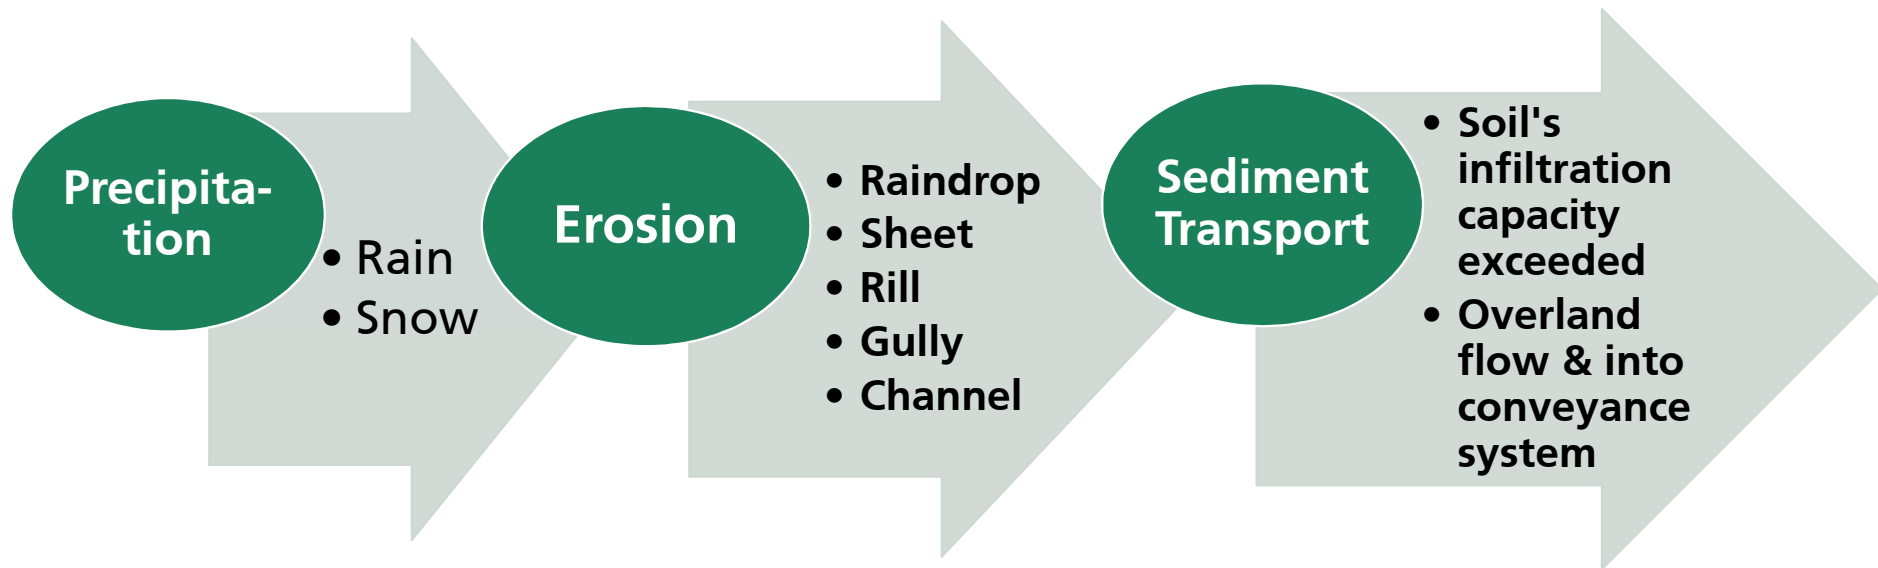 Precipita-
tion
• Rain
• Snow
Erosion
• Raindrop
• Sheet
• Rill
• Gully
• Channel
Sediment
Transport
• Soil's
infiltration
capacity
exceeded
• Overland
flow & into
conveyance
system